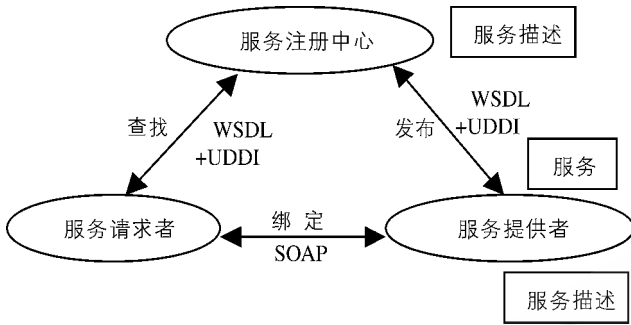 服务注册中心
服务描述
查找
WSDL
+UDDI
发布
WSDL
+UDDI
服务
服务请求者
绑 定
SOAP
服务提供者
服务描述